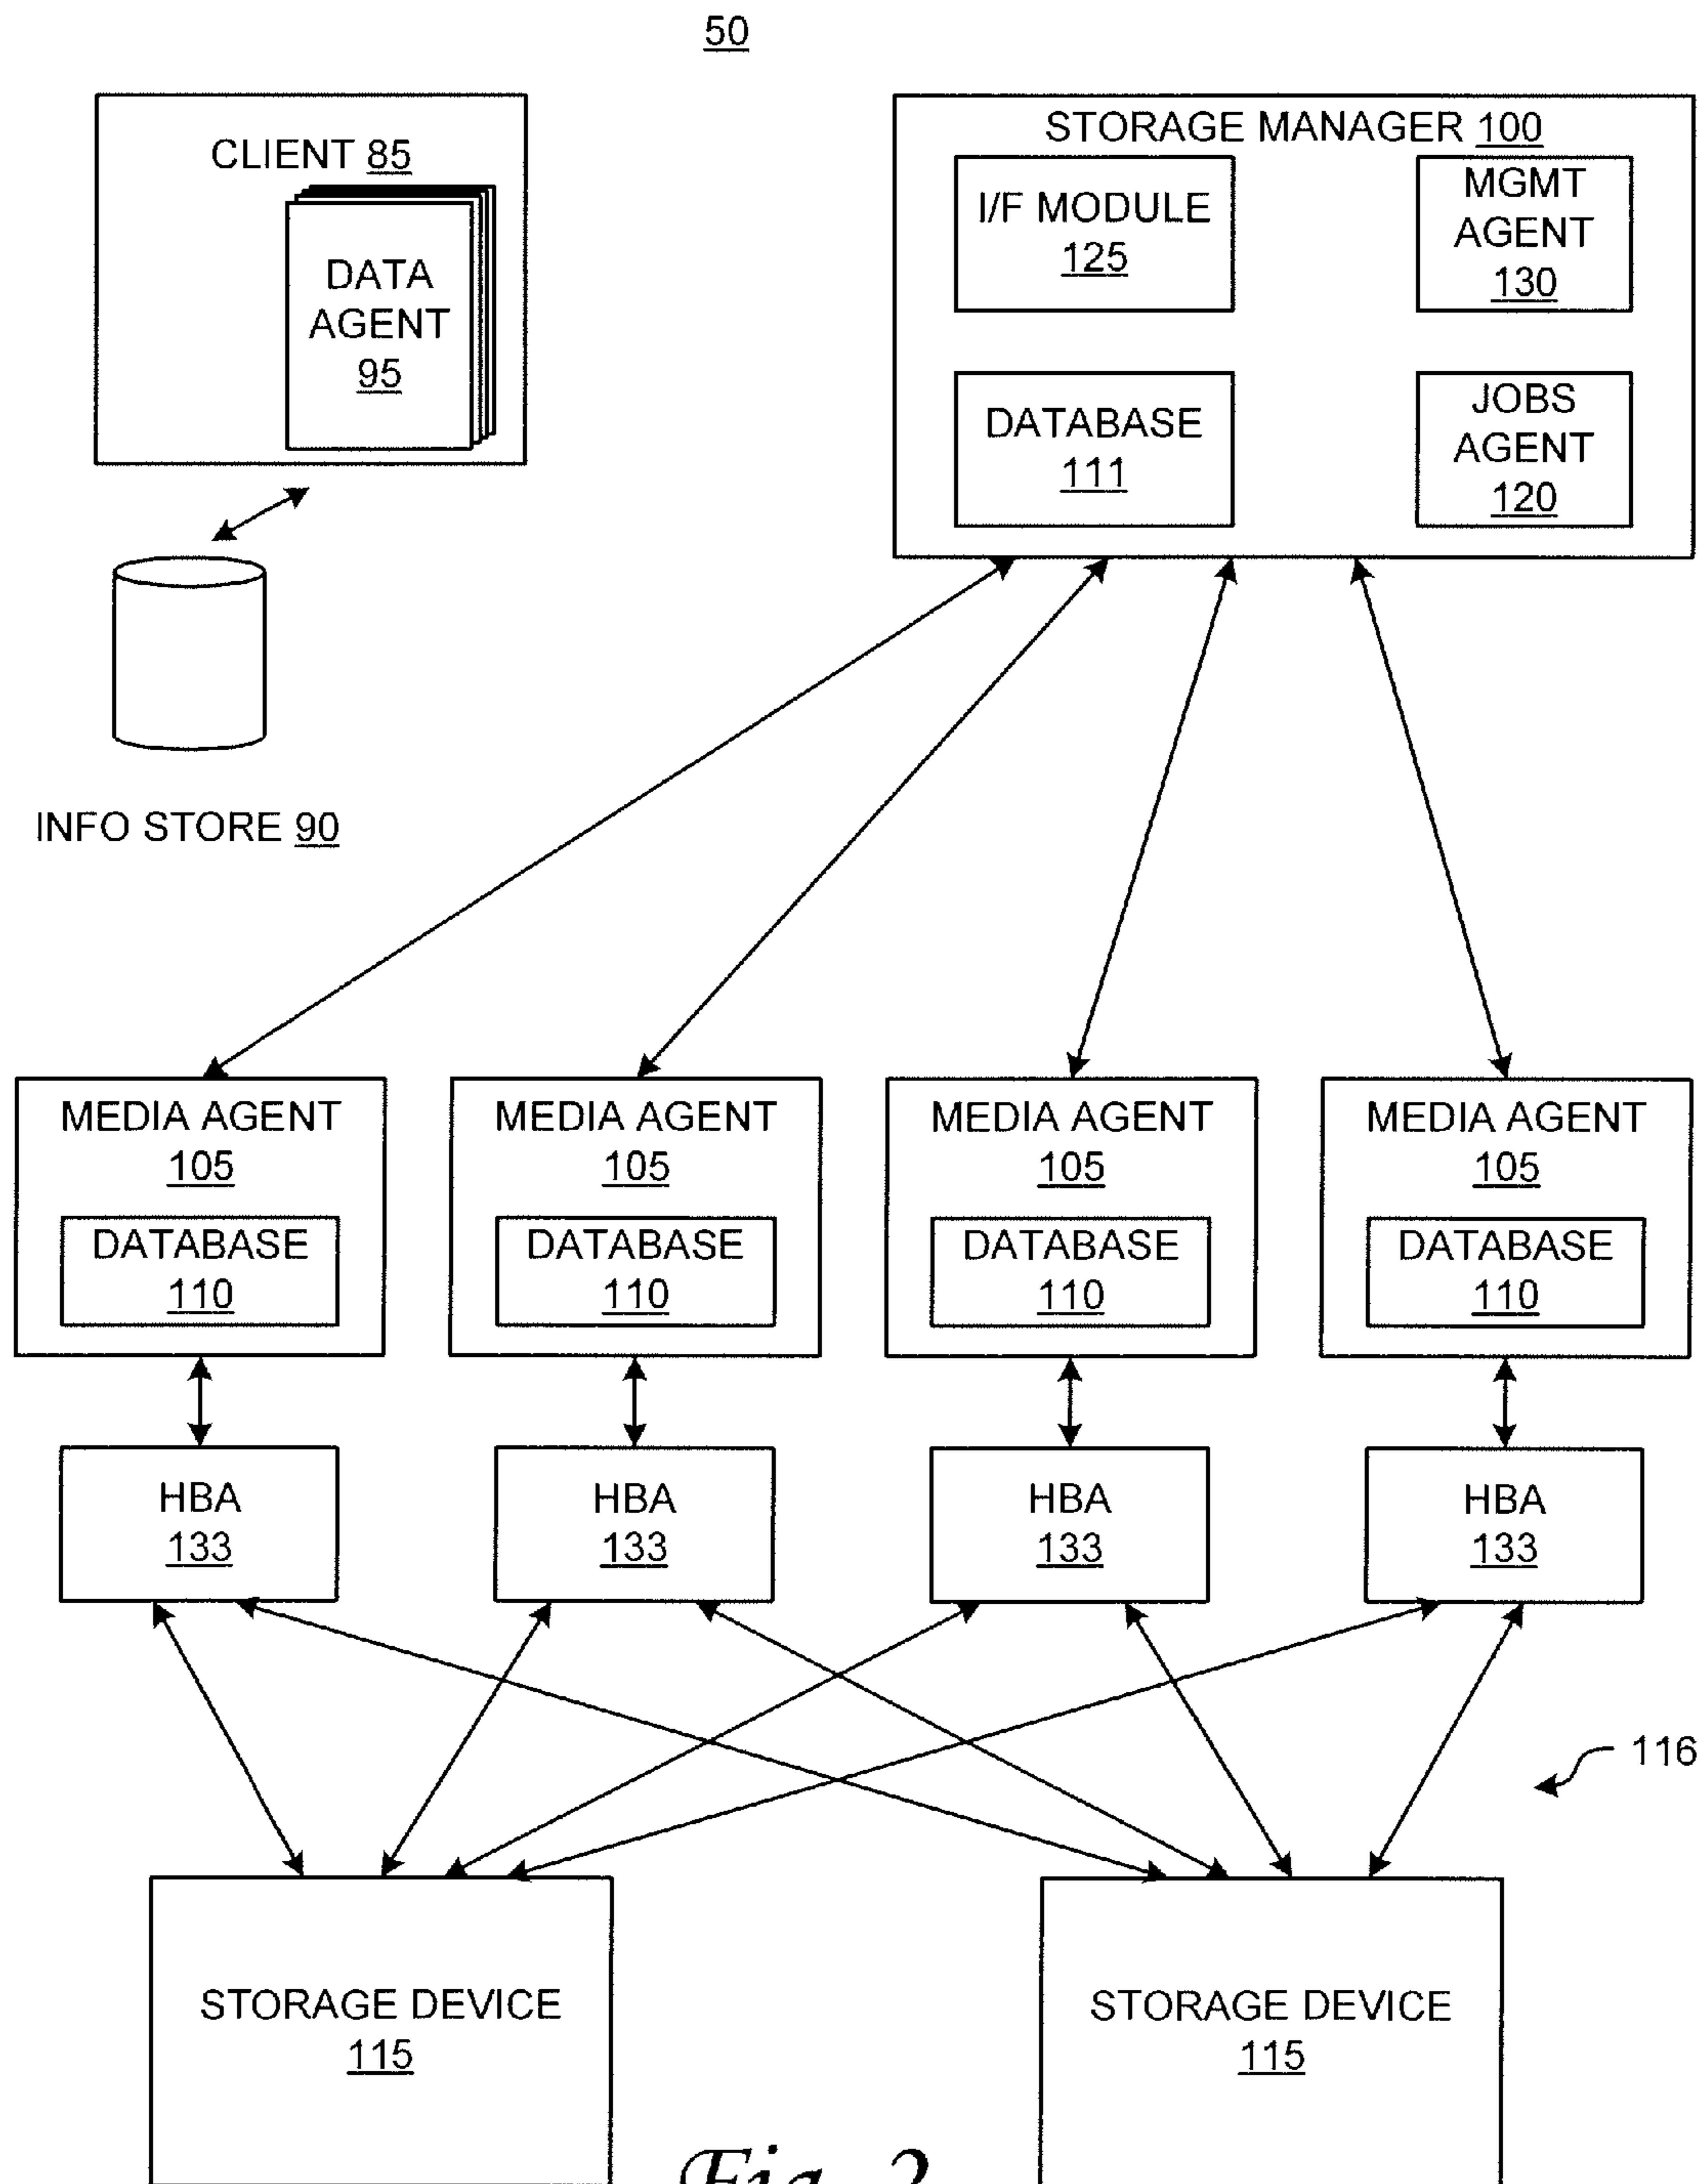 50
CLIENT 85
DATA
AGENT
95
INFO STORE 90
STORAGE MANAGER 100
I/F MODULE
125
MGMT
AGENT
130
DATABASE
111
JOBS
AGENT
120
MEDIA AGENT
105
DATABASE
110
MEDIA AGENT
105
DATABASE
110
MEDIA AGENT
105
DATABASE
110
MEDIA AGENT
105
DATABASE
110
HBA
133
HBA
133
HBA
133
HBA
133
116
STORAGE DEVICE
115
STORAGE DEVICE
115
Fig. 2